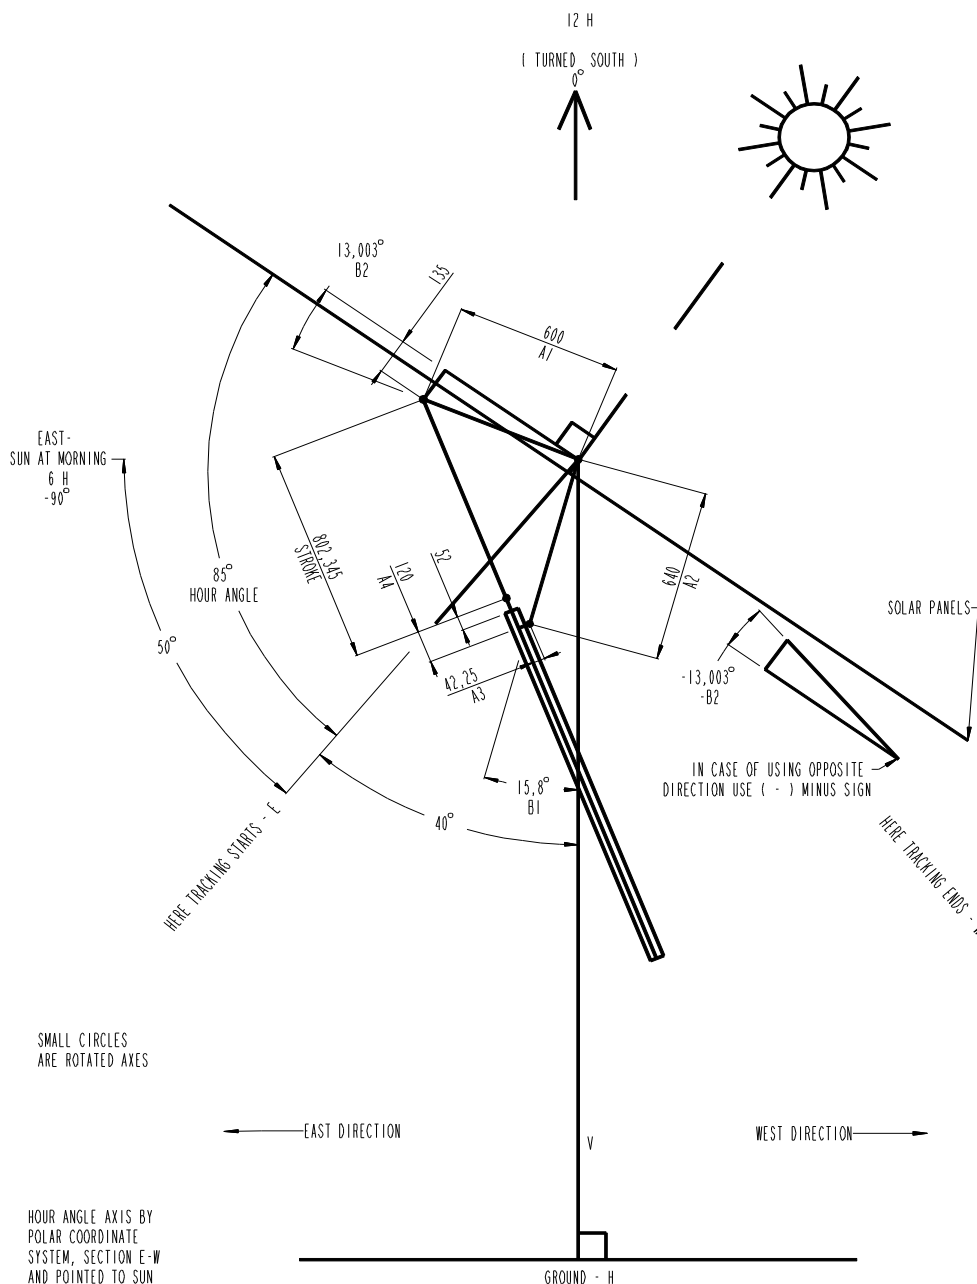 12 H
( TURNED SOUTH )
0°
13,003°
B2
135
600
A1
EAST-
SUN AT MORNING
6 H
-90°
802,345
STROKE
120
A4
52
640
A2
85°
HOUR ANGLE
SOLAR PANELS
50°
42,25
A3
-13,003°
-B2
15,8°
B1
IN CASE OF USING OPPOSITE
DIRECTION USE ( - ) MINUS SIGN
40°
HERE TRACKING STARTS - E
HERE TRACKING ENDS -
SMALL CIRCLES
ARE ROTATED AXES
EAST DIRECTION
WEST DIRECTION
V
HOUR ANGLE AXIS BY
POLAR COORDINATE
SYSTEM, SECTION E-W
AND POINTED TO SUN
GROUND - H